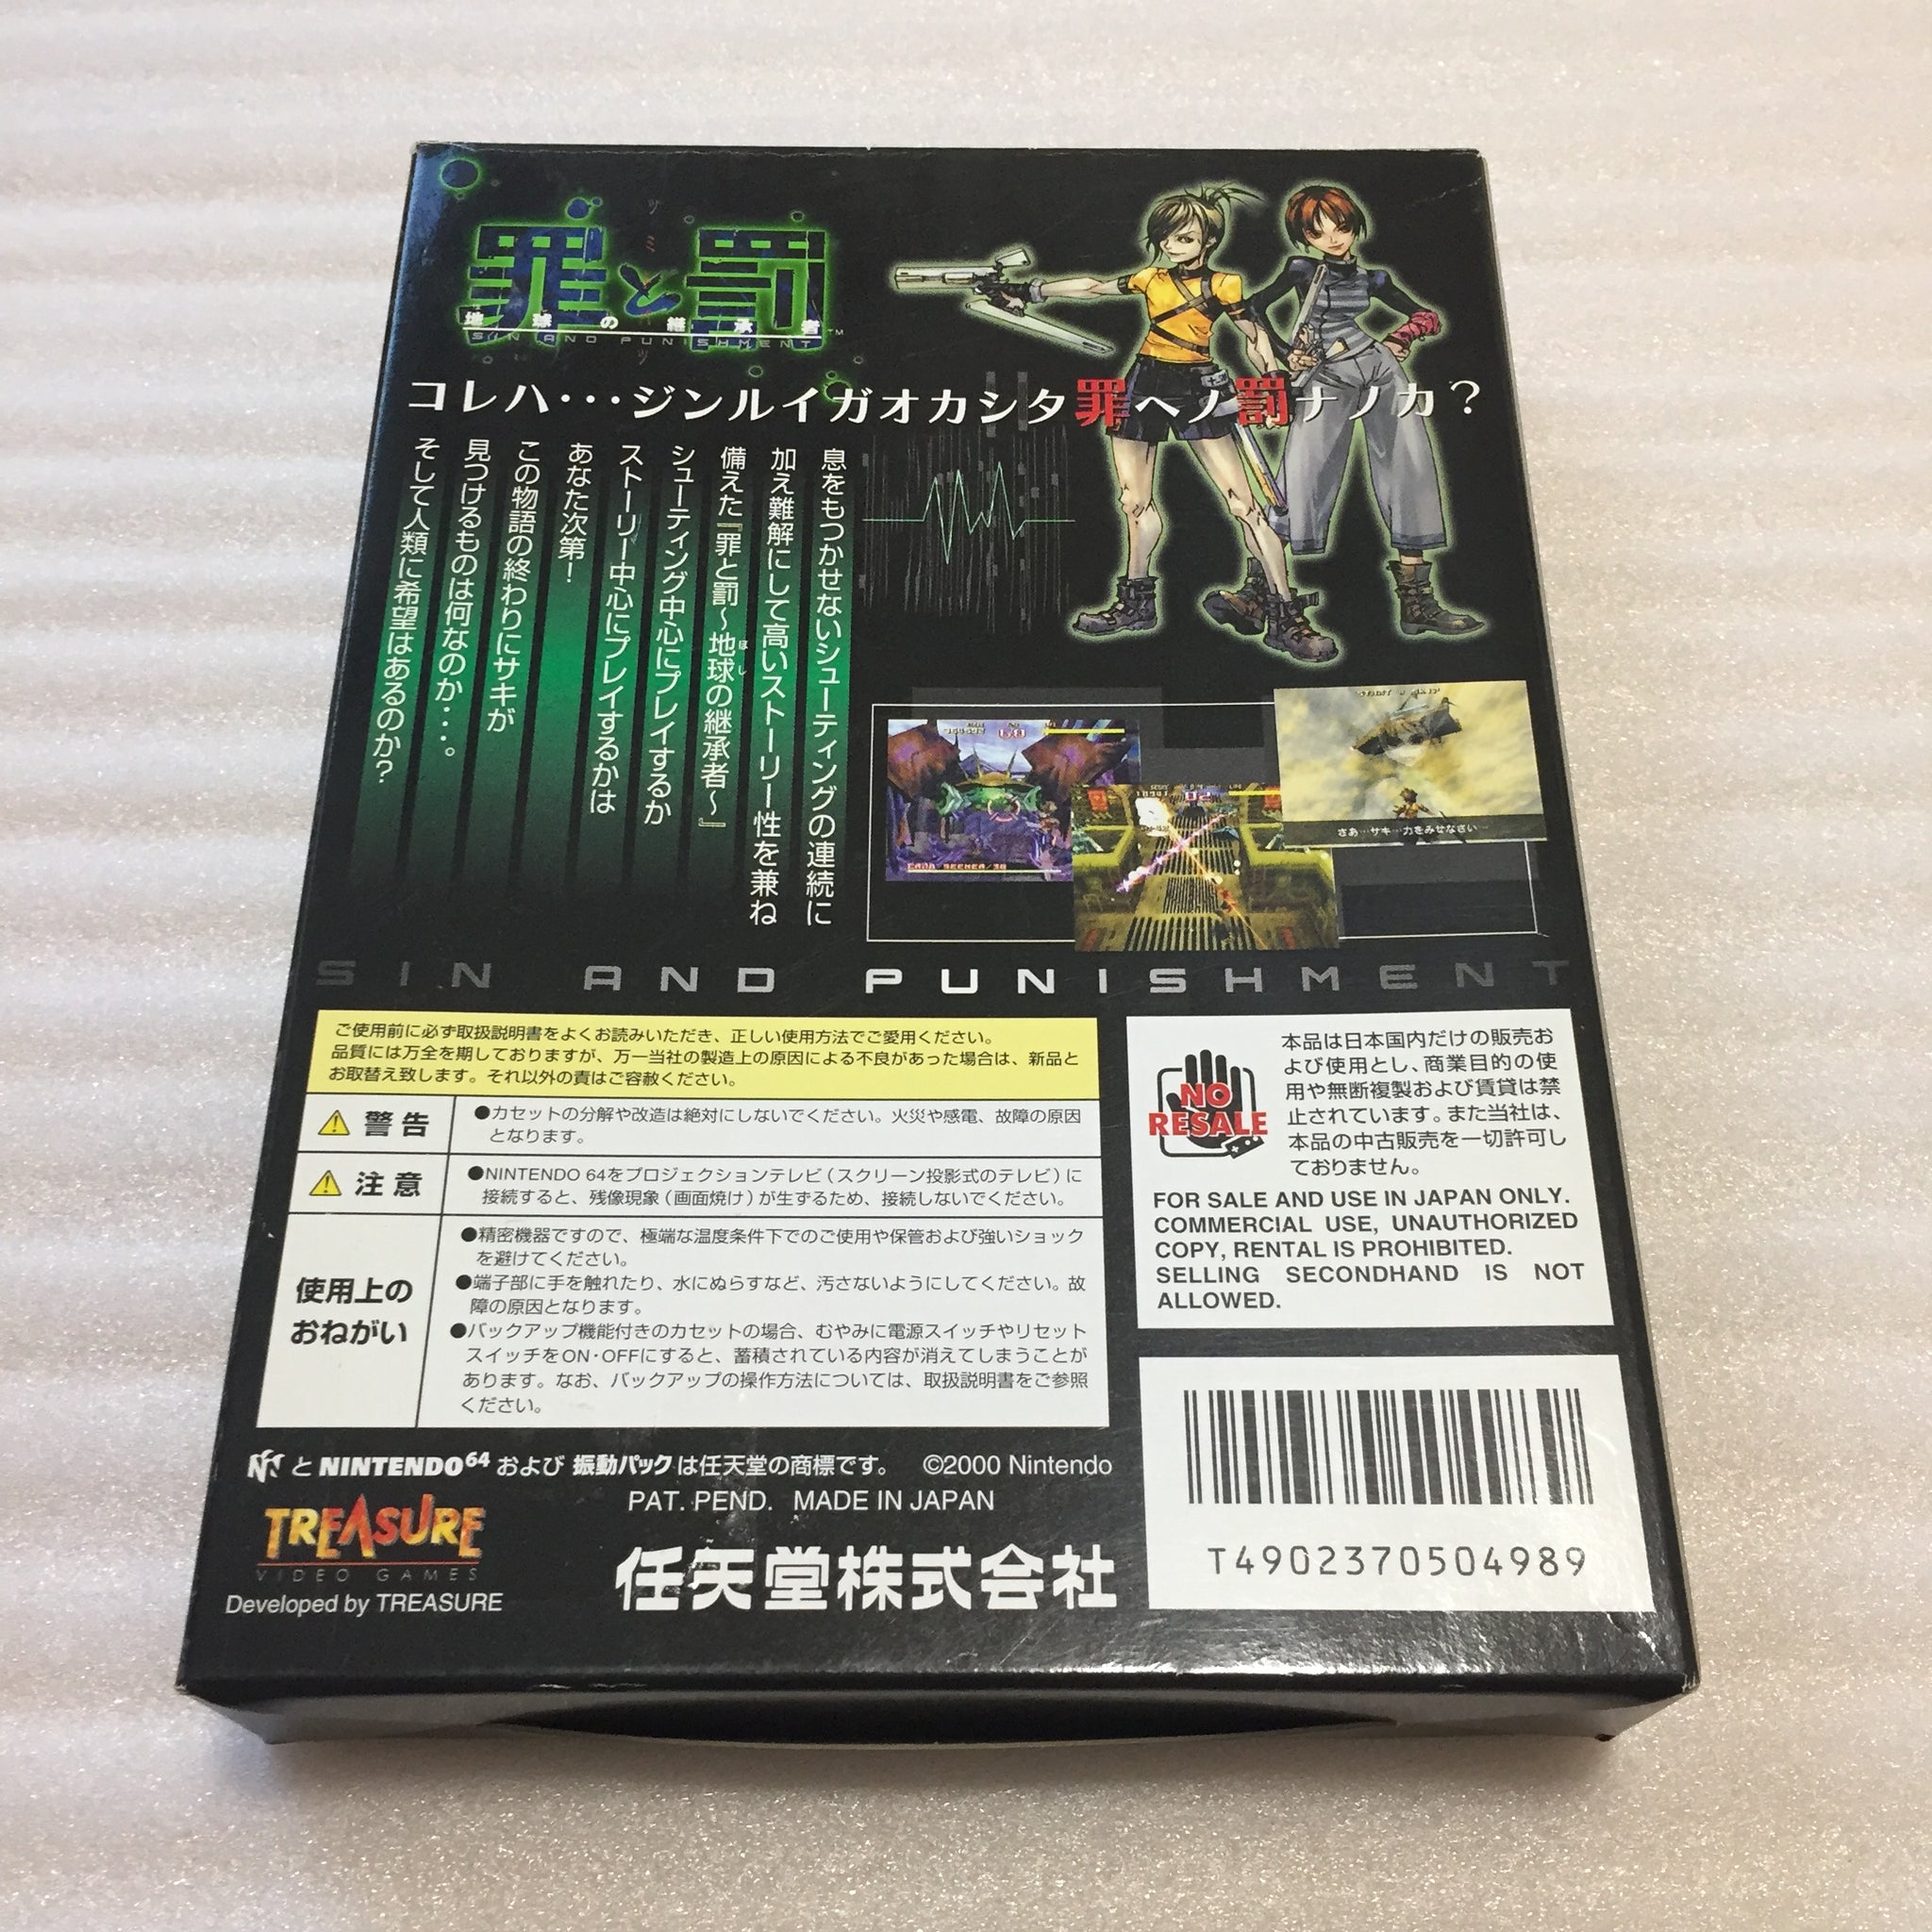 ツミ
罪と罰
バツ
地球の継承者
SIN AND PUNISHMENT
TM
コレハ・・・ジンルイガオカシタ罪ヘノ罰ナノカ？
息をもつかせないシューティングの連続に
加え難解にして高いストーリー性を兼ね
備えた『罪と罰～地球の継承者～』
ほし
シューティング中心にプレイするか
ストーリー中心にプレイするかは
あなた次第！
この物語の終わりにサキが
見つけるものは何なのか・・・。
そして人類に希望はあるのか？
さあ…サキ…力をみせなさい…
SIN AND PUNISHMENT
ご使用前に必ず取扱説明書をよくお読みいただき、正しい使用方法でご愛用ください。
品質には万全を期しておりますが、万一当社の製造上の原因による不良があった場合は、新品と
お取替え致します。それ以外の責はご容赦ください。
警告
●カセットの分解や改造は絶対にしないでください。火災や感電、故障の原因
となります。
注意
●NINTENDO 64をプロジェクションテレビ（スクリーン投影式のテレビ）に
接続すると、残像現象（画面焼け）が生ずるため、接続しないでください。
使用上の
おねがい
●精密機器ですので、極端な温度条件下でのご使用や保管および強いショック
を避けてください。
●端子部に手を触れたり、水にぬらすなど、汚さないようにしてください。故
障の原因となります。
●バックアップ機能付きのカセットの場合、むやみに電源スイッチやリセット
スイッチをON・OFFにすると、蓄積されている内容が消えてしまうことが
あります。なお、バックアップの操作方法については、取扱説明書をご参照
ください。
NO
RESALE
本品は日本国内だけの販売お
よび使用とし、商業目的の使
用や無断複製および賃貸は禁
止されています。また当社は、
本品の中古販売を一切許可し
ておりません。
FOR SALE AND USE IN JAPAN ONLY.
COMMERCIAL USE, UNAUTHORIZED
COPY, RENTAL IS PROHIBITED.
SELLING SECONDHAND IS NOT
ALLOWED.
と NINTENDO64 および 振動パック は任天堂の商標です。 ©2000 Nintendo
PAT. PEND. MADE IN JAPAN
TREASURE
VIDEO GAMES
Developed by TREASURE
任天堂株式会社
T4902370504989